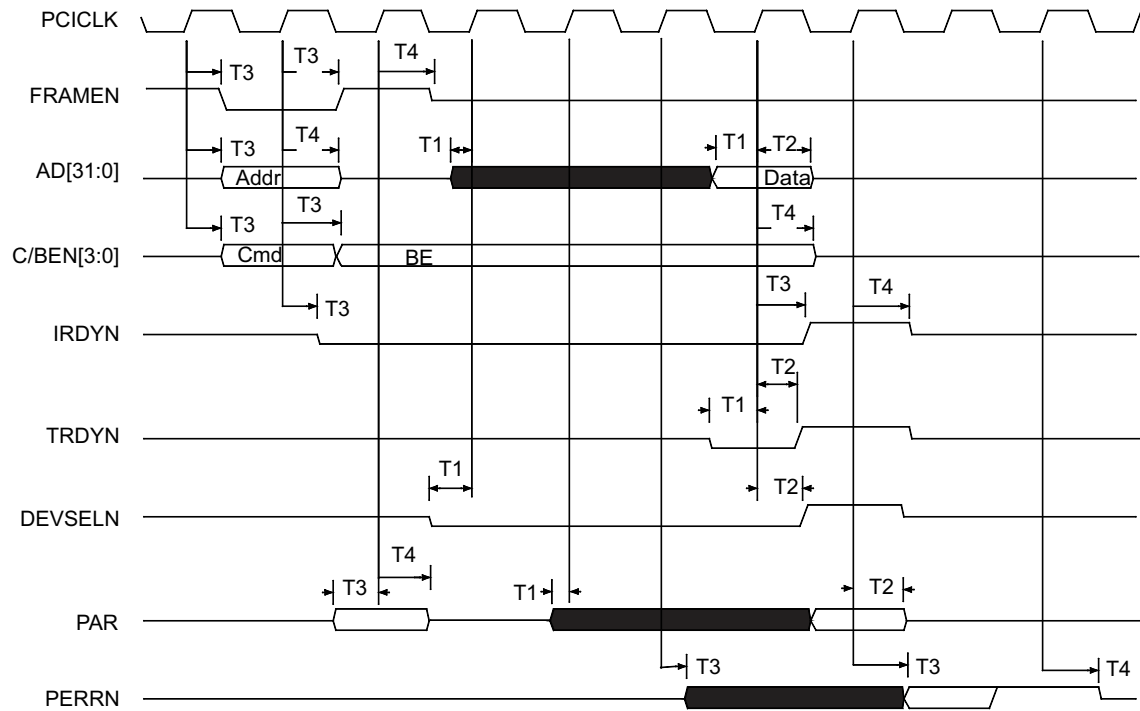 PCICLK
T3
T3
T4
FRAMEN
T3
T4
T1
T1
T2
AD[31:0]
Addr
Data
T3
T3
T4
C/BEN[3:0]
Cmd
BE
T3
T3
T4
IRDYN
T2
T1
TRDYN
T1
T2
DEVSELN
T4
T3
T1
T2
PAR
T3
T3
T4
PERRN